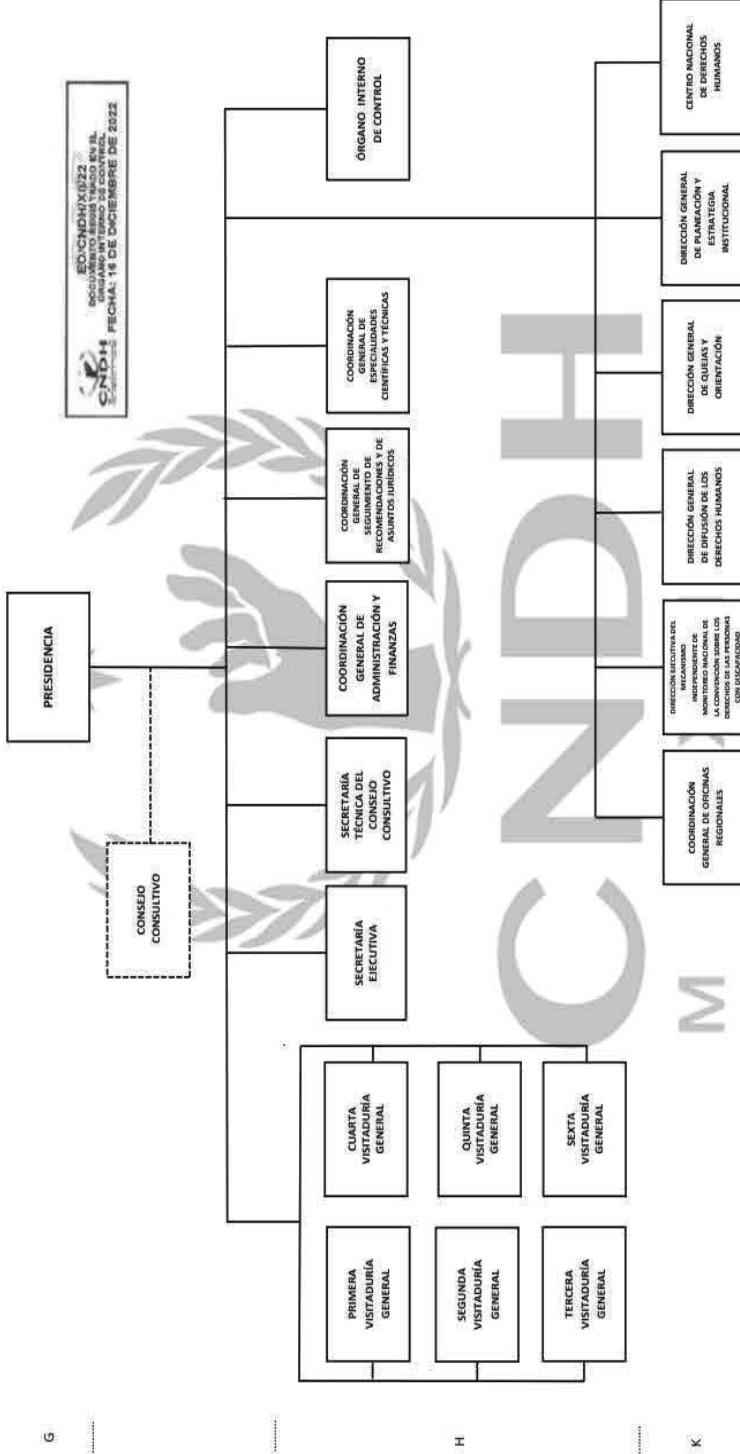 G
H
K
PRESIDENCIA
CONSEJO
CONSULTIVO
CNDH
EO/CNDH/XII/22
DOCUMENTO REGISTRADO EN EL
ÓRGANO INTERNO DE CONTROL
FECHA: 16 DE DICIEMBRE DE 2022
PRIMERA
VISITADURÍA
GENERAL
CUARTA
VISITADURÍA
GENERAL
SEGUNDA
VISITADURÍA
GENERAL
QUINTA
VISITADURÍA
GENERAL
TERCERA
VISITADURÍA
GENERAL
SEXTA
VISITADURÍA
GENERAL
SECRETARÍA
EJECUTIVA
SECRETARÍA
TÉCNICA DEL
CONSEJO
CONSULTIVO
COORDINACIÓN
GENERAL DE
ADMINISTRACIÓN Y
FINANZAS
COORDINACIÓN
GENERAL DE
SEGUIMIENTO DE
RECOMENDACIONES Y DE
ASUNTOS JURÍDICOS
COORDINACIÓN
GENERAL DE
ESPECIALIDADES
CIENTÍFICAS Y TÉCNICAS
ÓRGANO INTERNO
DE CONTROL
COORDINACIÓN
GENERAL DE OFICINAS
REGIONALES
DIRECCIÓN EJECUTIVA DEL
MECANISMO
INDEPENDIENTE DE
MONITOREO NACIONAL DE
LA CONVENCIÓN SOBRE LOS
DERECHOS DE LAS PERSONAS
CON DISCAPACIDAD
DIRECCIÓN GENERAL
DE DIFUSIÓN DE LOS
DERECHOS HUMANOS
DIRECCIÓN GENERAL
DE QUEJAS Y
ORIENTACIÓN
DIRECCIÓN GENERAL
DE PLANEACIÓN Y
ESTRATEGIA
INSTITUCIONAL
CENTRO NACIONAL
DE DERECHOS
HUMANOS
CNDH
M